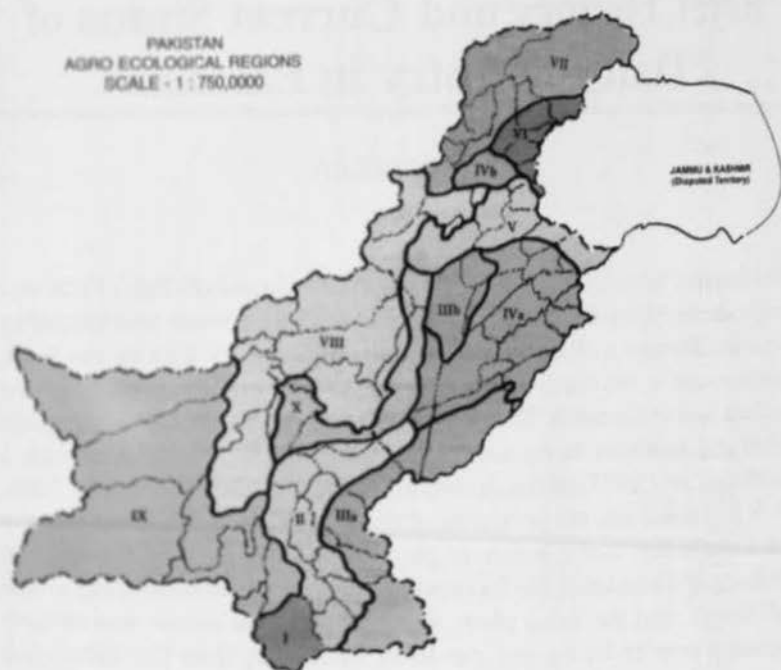 PAKISTAN
AGRO ECOLOGICAL REGIONS
SCALE - 1 : 750,0000
VII
VI
IVb
JAMMU & KASHMIR
(Disputed Territory)
V
IIIb
IVa
VIII
X
IX
II
IIIa
I